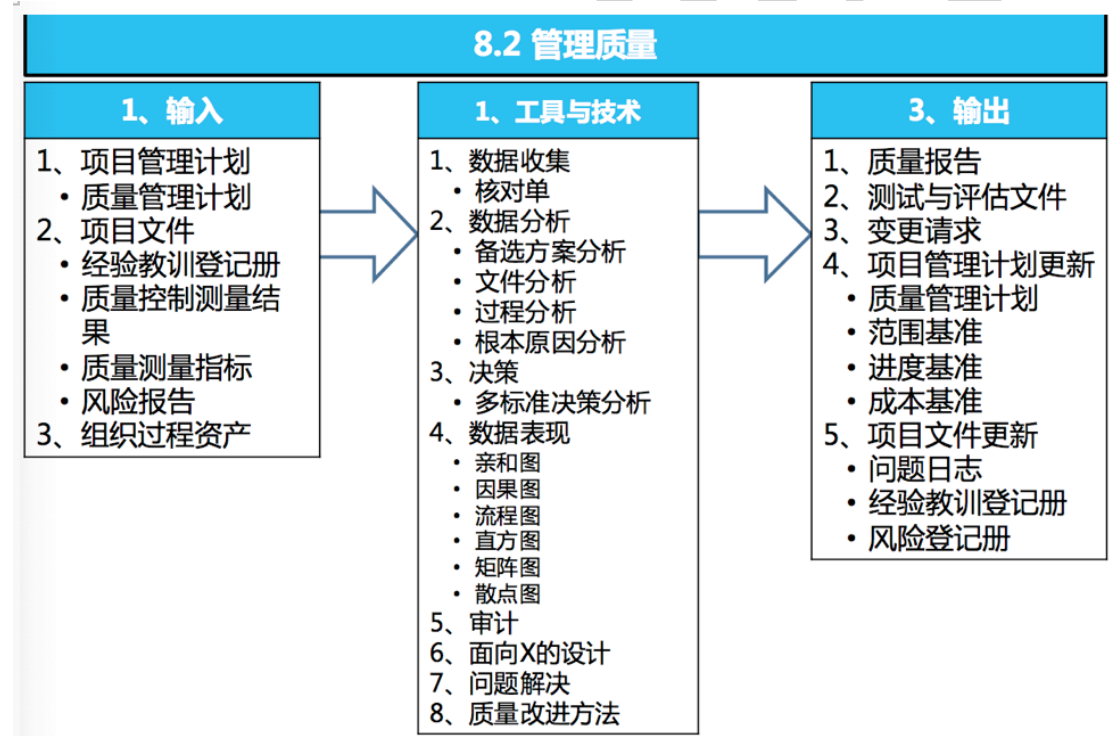 8.2 管理质量
1、输入
1、项目管理计划
• 质量管理计划
2、项目文件
• 经验教训登记册
• 质量控制测量结
果
• 质量测量指标
• 风险报告
3、组织过程资产
1、工具与技术
1、数据收集
• 核对单
2、数据分析
• 备选方案分析
• 文件分析
• 过程分析
• 根本原因分析
3、决策
• 多标准决策分析
4、数据表现
• 亲和图
• 因果图
• 流程图
• 直方图
• 矩阵图
• 散点图
5、审计
6、面向X的设计
7、问题解决
8、质量改进方法
3、输出
1、质量报告
2、测试与评估文件
3、变更请求
4、项目管理计划更新
• 质量管理计划
• 范围基准
• 进度基准
• 成本基准
5、项目文件更新
• 问题日志
• 经验教训登记册
• 风险登记册